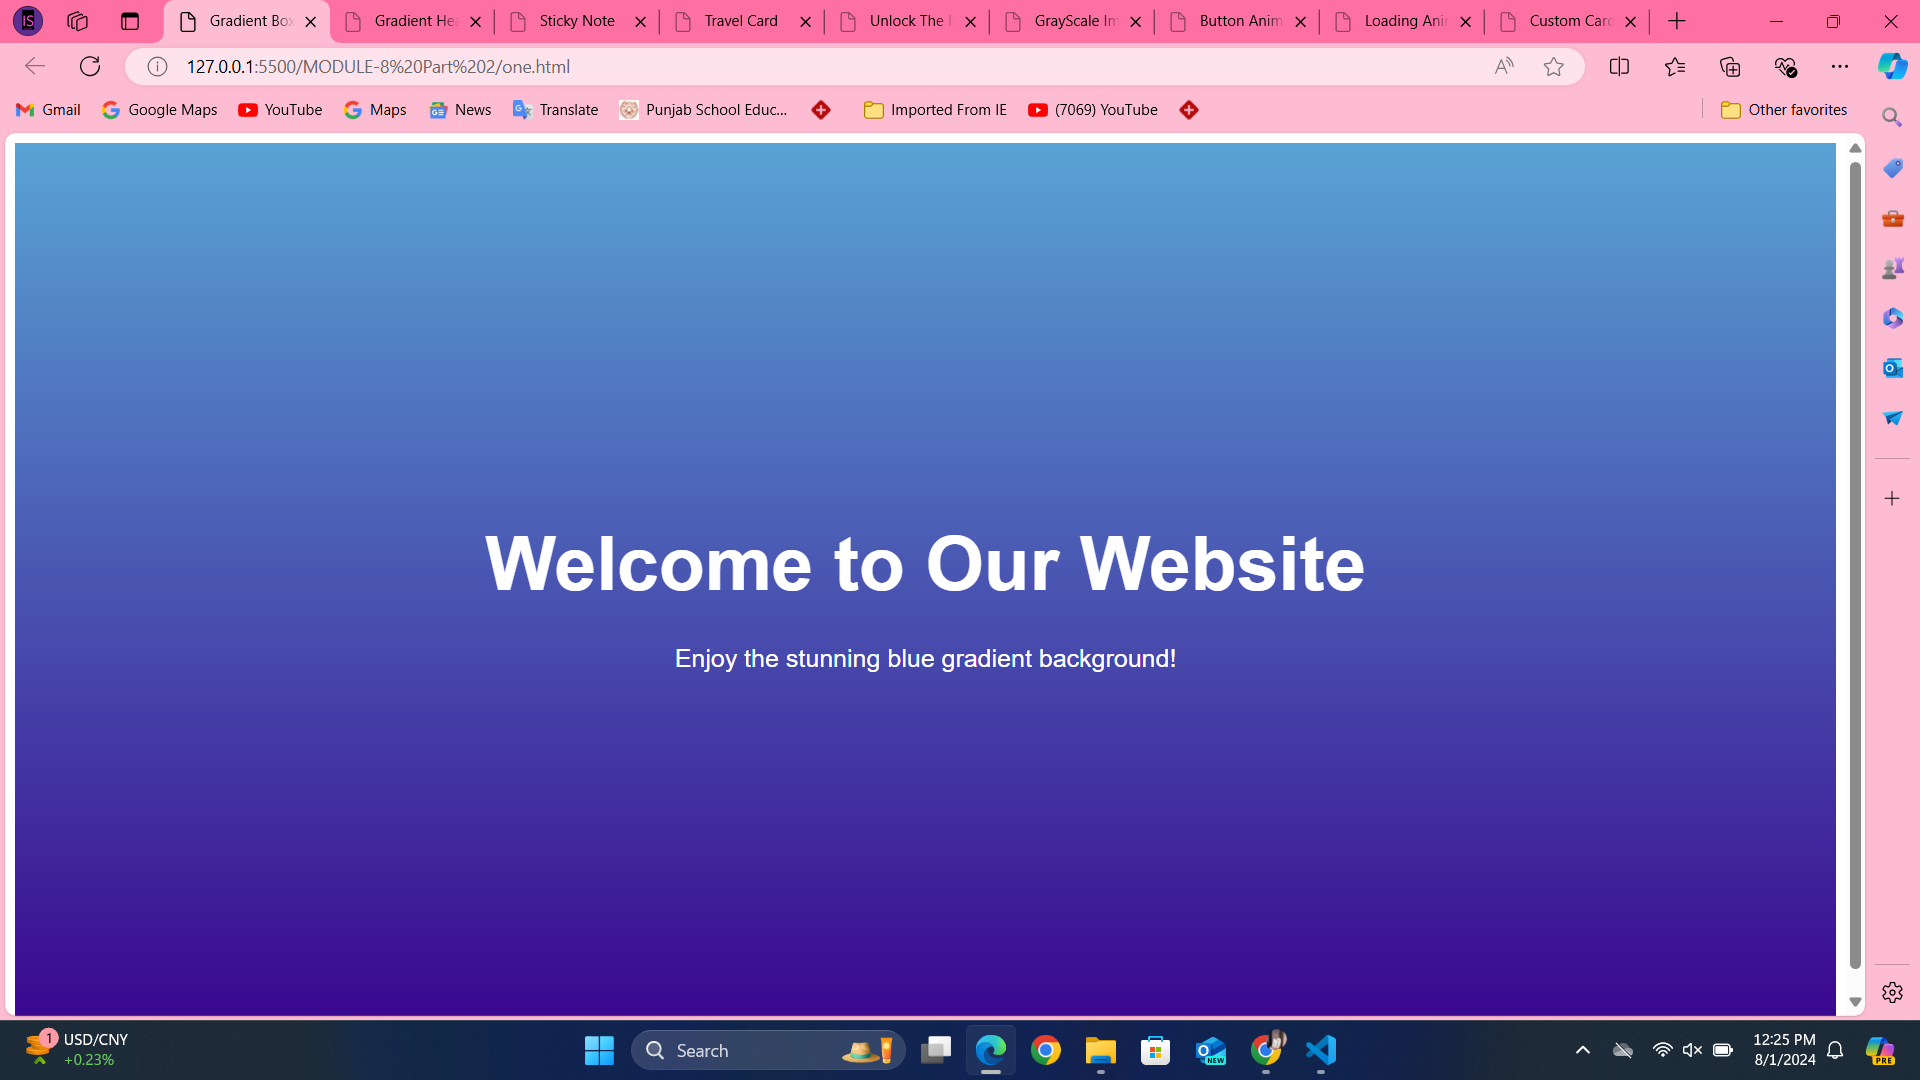 Gradient Box
Gradient Hea
Sticky Note
Travel Card
Unlock The I
GrayScale Im
Button Anim
Loading Ani
Custom Card
127.0.0.1:5500/MODULE-8%20Part%202/one.html
Gmail
Google Maps
YouTube
Maps
News
Translate
Punjab School Educ...
Imported From IE
(7069) YouTube
Other favorites
Welcome to Our Website
Enjoy the stunning blue gradient background!
1
USD/CNY
+0.23%
Search
NEW
12:25 PM
8/1/2024
PRE